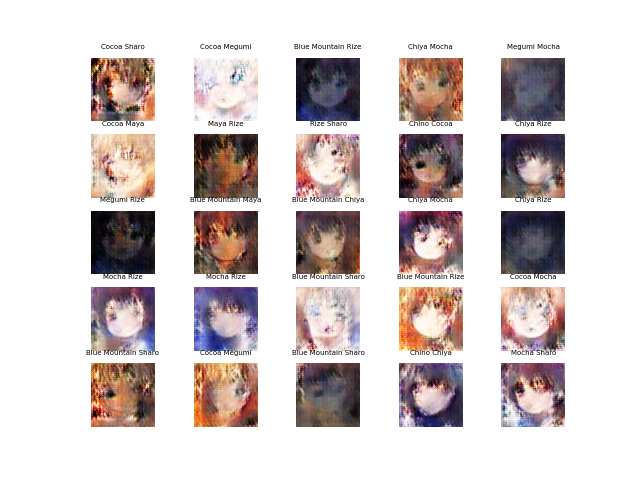 Cocoa Sharo
Cocoa Megumi
Blue Mountain Rize
Chiya Mocha
Megumi Mocha
Cocoa Maya
Maya Rize
Rize Sharo
Chino Cocoa
Chiya Rize
Megumi Rize
Blue Mountain Maya
Blue Mountain Chiya
Chiya Mocha
Chiya Rize
Mocha Rize
Mocha Rize
Blue Mountain Sharo
Blue Mountain Rize
Cocoa Mocha
Blue Mountain Sharo
Cocoa Megumi
Blue Mountain Sharo
Chino Chiya
Mocha Sharo